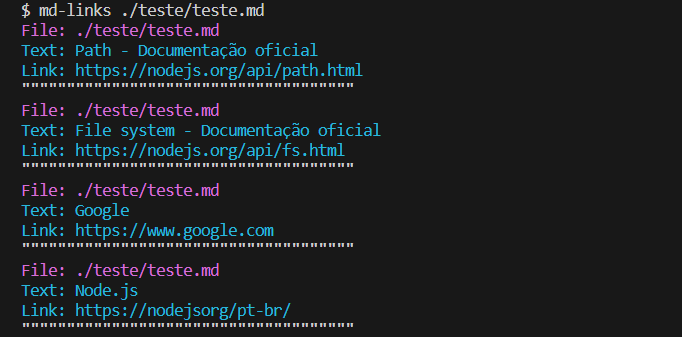 $ md-links ./teste/teste.md
File: ./teste/teste.md
Text: Path - Documentação oficial
Link: https://nodejs.org/api/path.html
"""""""""""""""""""""""""""""""""""""
File: ./teste/teste.md
Text: File system - Documentação oficial
Link: https://nodejs.org/api/fs.html
"""""""""""""""""""""""""""""""""""""
File: ./teste/teste.md
Text: Google
Link: https://www.google.com
"""""""""""""""""""""""""""""""""""""
File: ./teste/teste.md
Text: Node.js
Link: https://nodejsorg/pt-br/
"""""""""""""""""""""""""""""""""""""